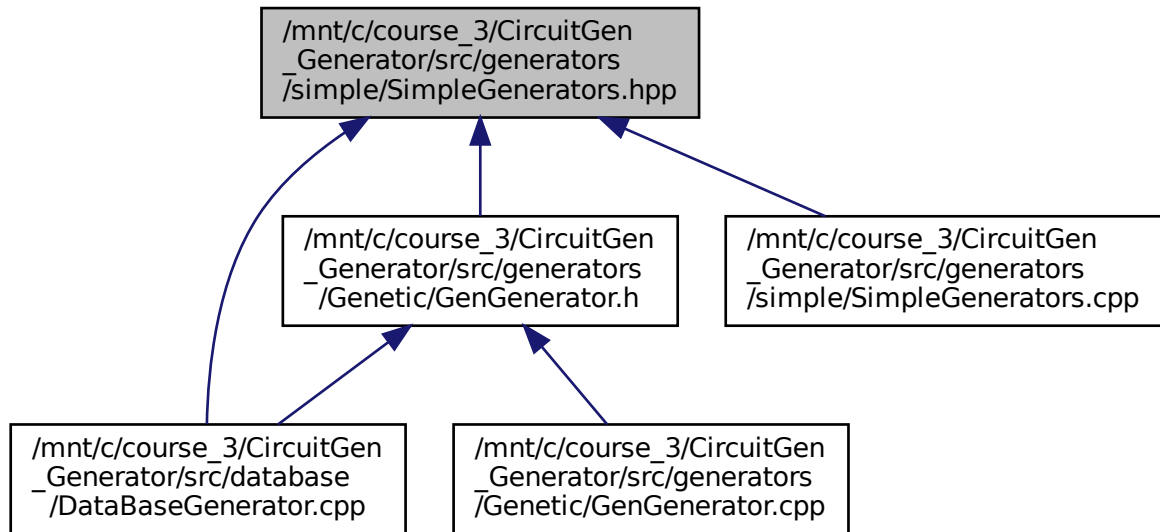 /mnt/c/course_3/CircuitGen
_Generator/src/generators
/simple/SimpleGenerators.hpp
/mnt/c/course_3/CircuitGen
_Generator/src/generators
/Genetic/GenGenerator.h
/mnt/c/course_3/CircuitGen
_Generator/src/generators
/simple/SimpleGenerators.cpp
/mnt/c/course_3/CircuitGen
_Generator/src/database
/DataBaseGenerator.cpp
/mnt/c/course_3/CircuitGen
_Generator/src/generators
/Genetic/GenGenerator.cpp